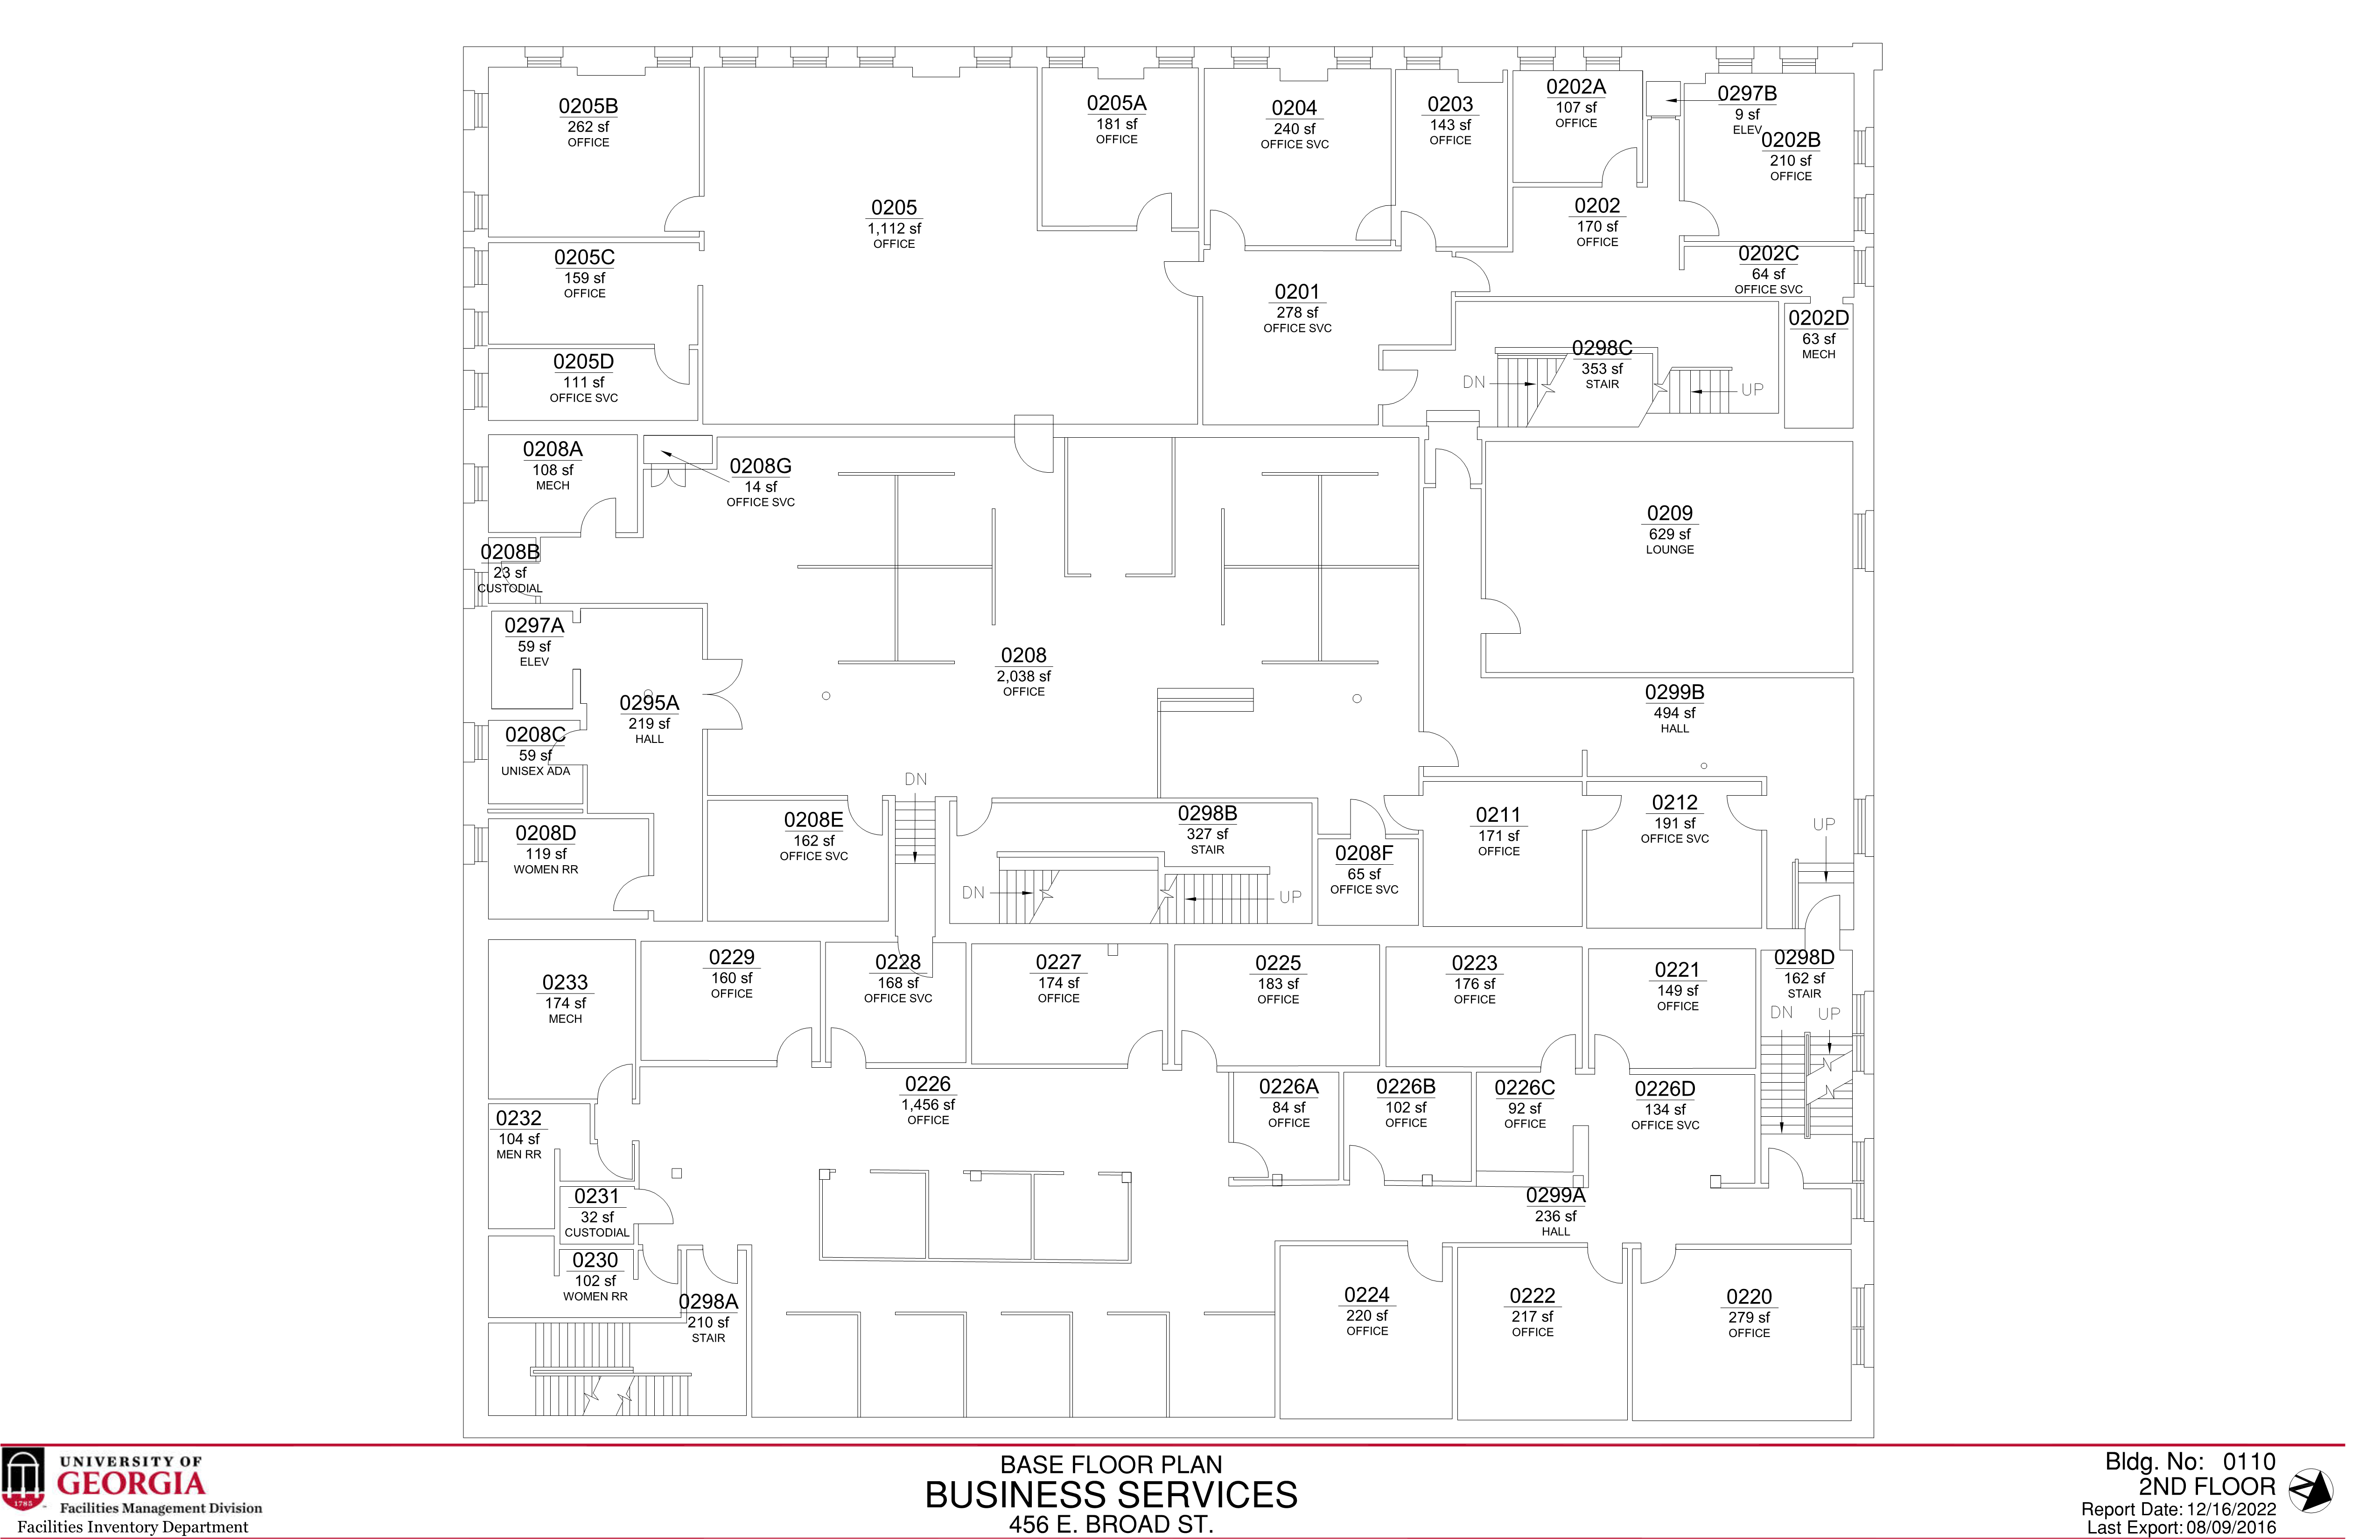 0205B
262 sf
OFFICE
0205
1,112 sf
OFFICE
0205A
181 sf
OFFICE
0204
240 sf
OFFICE SVC
0203
143 sf
OFFICE
0202A
107 sf
OFFICE
0297B
9 sf
ELEV
0202B
210 sf
OFFICE
0202
170 sf
OFFICE
0202C
64 sf
OFFICE SVC
0205C
159 sf
OFFICE
0201
278 sf
OFFICE SVC
0202D
63 sf
MECH
0205D
111 sf
OFFICE SVC
0298C
353 sf
STAIR
DN
UP
0208A
108 sf
MECH
0208G
14 sf
OFFICE SVC
0209
629 sf
LOUNGE
0208B
23 sf
CUSTODIAL
0297A
59 sf
ELEV
0208
2,038 sf
OFFICE
0295A
219 sf
HALL
0299B
494 sf
HALL
0208C
59 sf
UNISEX ADA
DN
0208D
119 sf
WOMEN RR
0208E
162 sf
OFFICE SVC
0298B
327 sf
STAIR
DN
UP
0208F
65 sf
OFFICE SVC
0211
171 sf
OFFICE
0212
191 sf
OFFICE SVC
UP
0233
174 sf
MECH
0229
160 sf
OFFICE
0228
168 sf
OFFICE SVC
0227
174 sf
OFFICE
0225
183 sf
OFFICE
0223
176 sf
OFFICE
0221
149 sf
OFFICE
0298D
162 sf
STAIR
DN
UP
0226
1,456 sf
OFFICE
0226A
84 sf
OFFICE
0226B
102 sf
OFFICE
0226C
92 sf
OFFICE
0226D
134 sf
OFFICE SVC
0232
104 sf
MEN RR
0231
32 sf
CUSTODIAL
0299A
236 sf
HALL
0230
102 sf
WOMEN RR
0298A
210 sf
STAIR
0224
220 sf
OFFICE
0222
217 sf
OFFICE
0220
279 sf
OFFICE
1785
UNIVERSITY OF
GEORGIA
Facilities Management Division
Facilities Inventory Department
BASE FLOOR PLAN
BUSINESS SERVICES
456 E. BROAD ST.
Bldg. No: 0110
2ND FLOOR
Report Date: 12/16/2022
Last Export: 08/09/2016
N